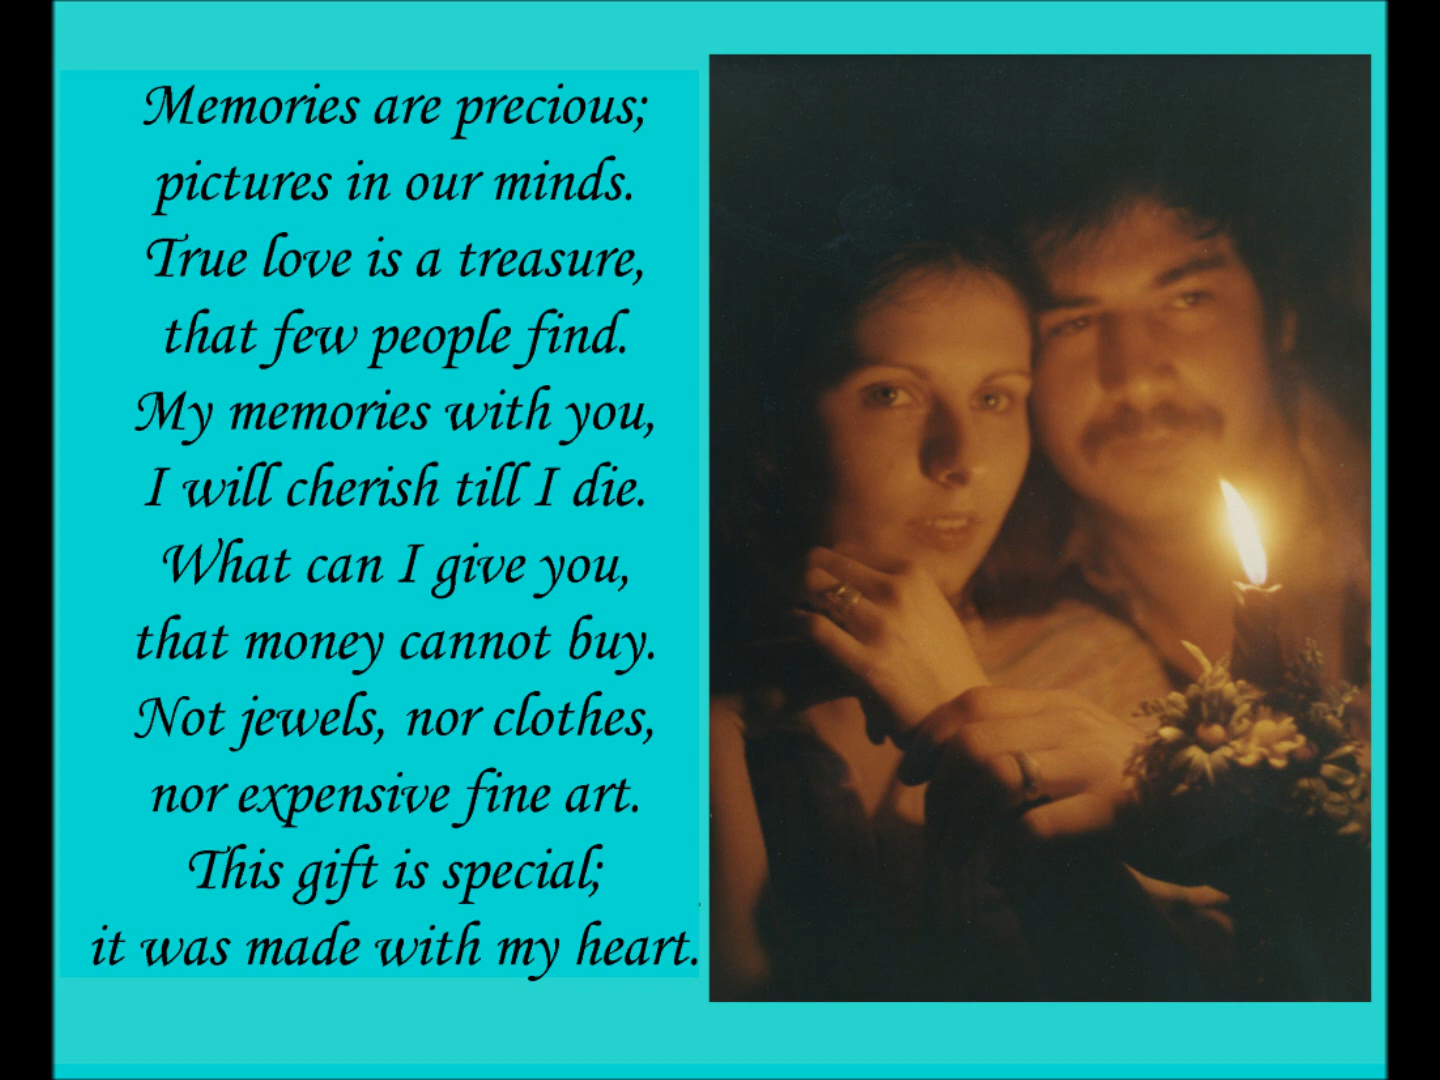 Memories are precious;
pictures in our minds.
True love is a treasure,
that few people find.
My memories with you,
I will cherish till I die.
What can I give you,
that money cannot buy.
Not jewels, nor clothes,
nor expensive fine art.
This gift is special;
it was made with my heart.